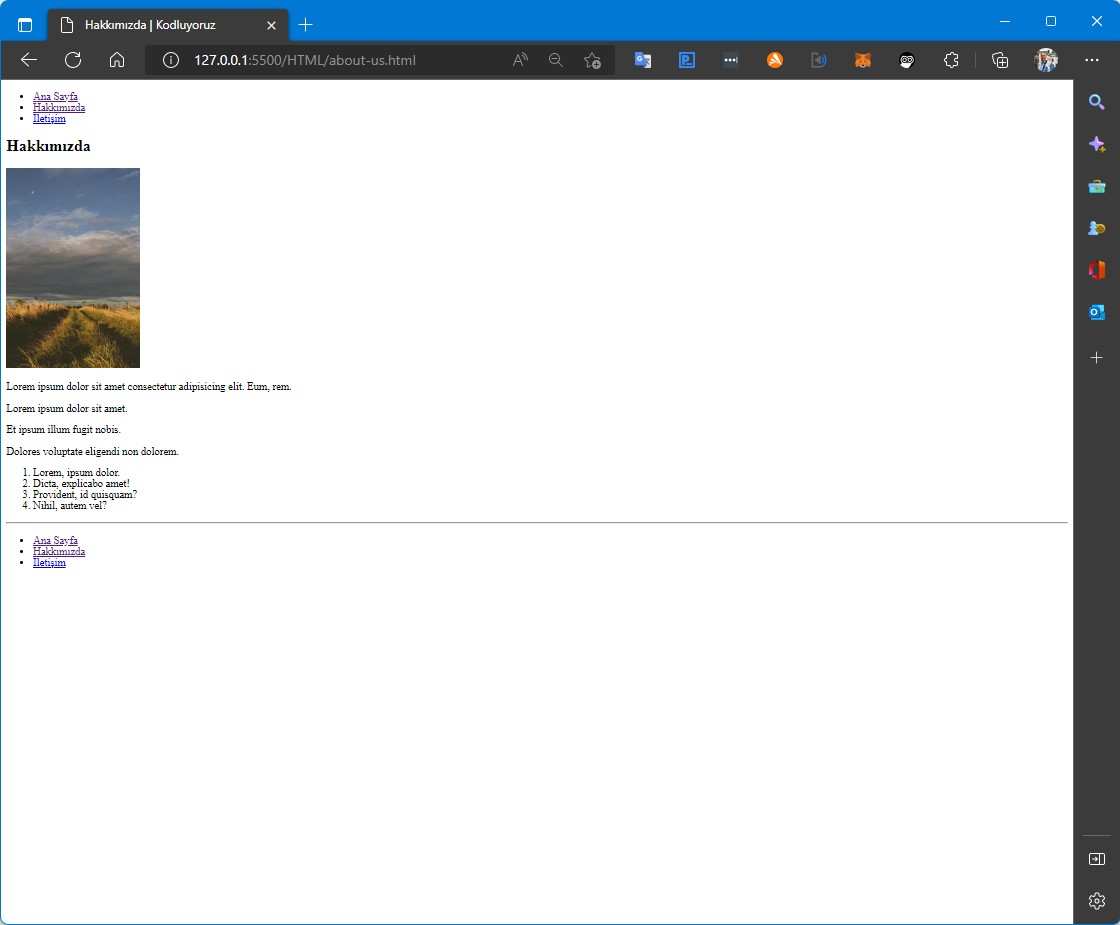 Hakkımızda | Kodluyoruz
127.0.0.1:5500/HTML/about-us.html
Ana Sayfa
Hakkımızda
İletişim
Hakkımızda
Lorem ipsum dolor sit amet consectetur adipisicing elit. Eum, rem.
Lorem ipsum dolor sit amet.
Et ipsum illum fugit nobis.
Dolores voluptate eligendi non dolorem.
1. Lorem, ipsum dolor.
2. Dicta, explicabo amet!
3. Provident, id quisquam?
4. Nihil, autem vel?
Ana Sayfa
Hakkımızda
İletişim